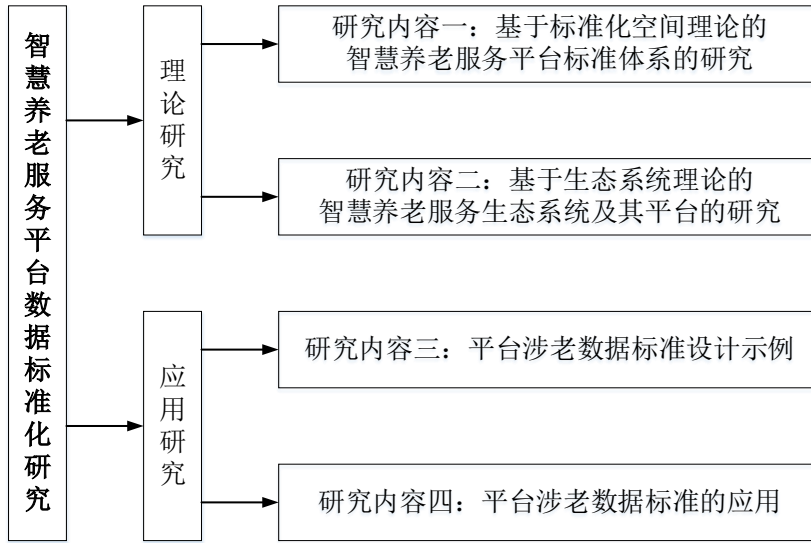 智慧养老服务平台数据标准化研究
理论研究
研究内容一：基于标准化空间理论的
智慧养老服务平台标准体系的研究
研究内容二：基于生态系统理论的
智慧养老服务生态系统及其平台的研究
应用研究
研究内容三：平台涉老数据标准设计示例
研究内容四：平台涉老数据标准的应用